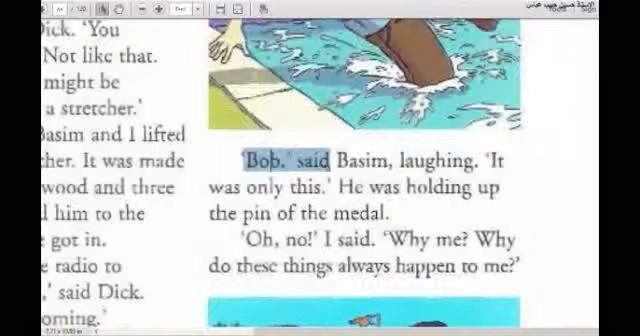 Dick. 'You
Not like that.
might be
a stretcher.'
Basim and I lifted
her. It was made
wood and three
him to the
got in.
radio to
,' said Dick.
oming.'
'Bob,' said Basim, laughing. 'It
was only this.' He was holding up
the pin of the medal.
'Oh, no!' I said. 'Why me? Why
do these things always happen to me?'